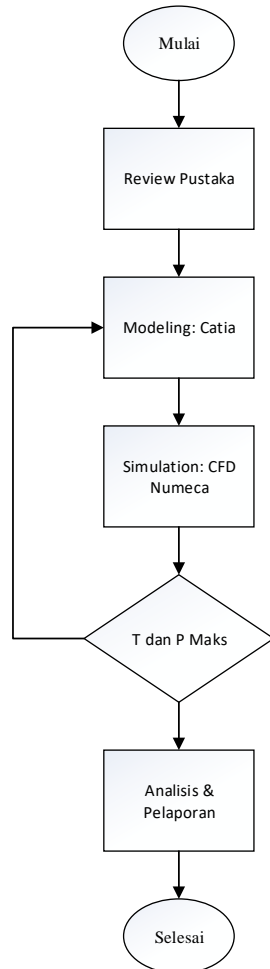 Mulai
Review Pustaka
Modeling: Catia
Simulation: CFD
Numeca
T dan P Maks
Analisis &
Pelaporan
Selesai